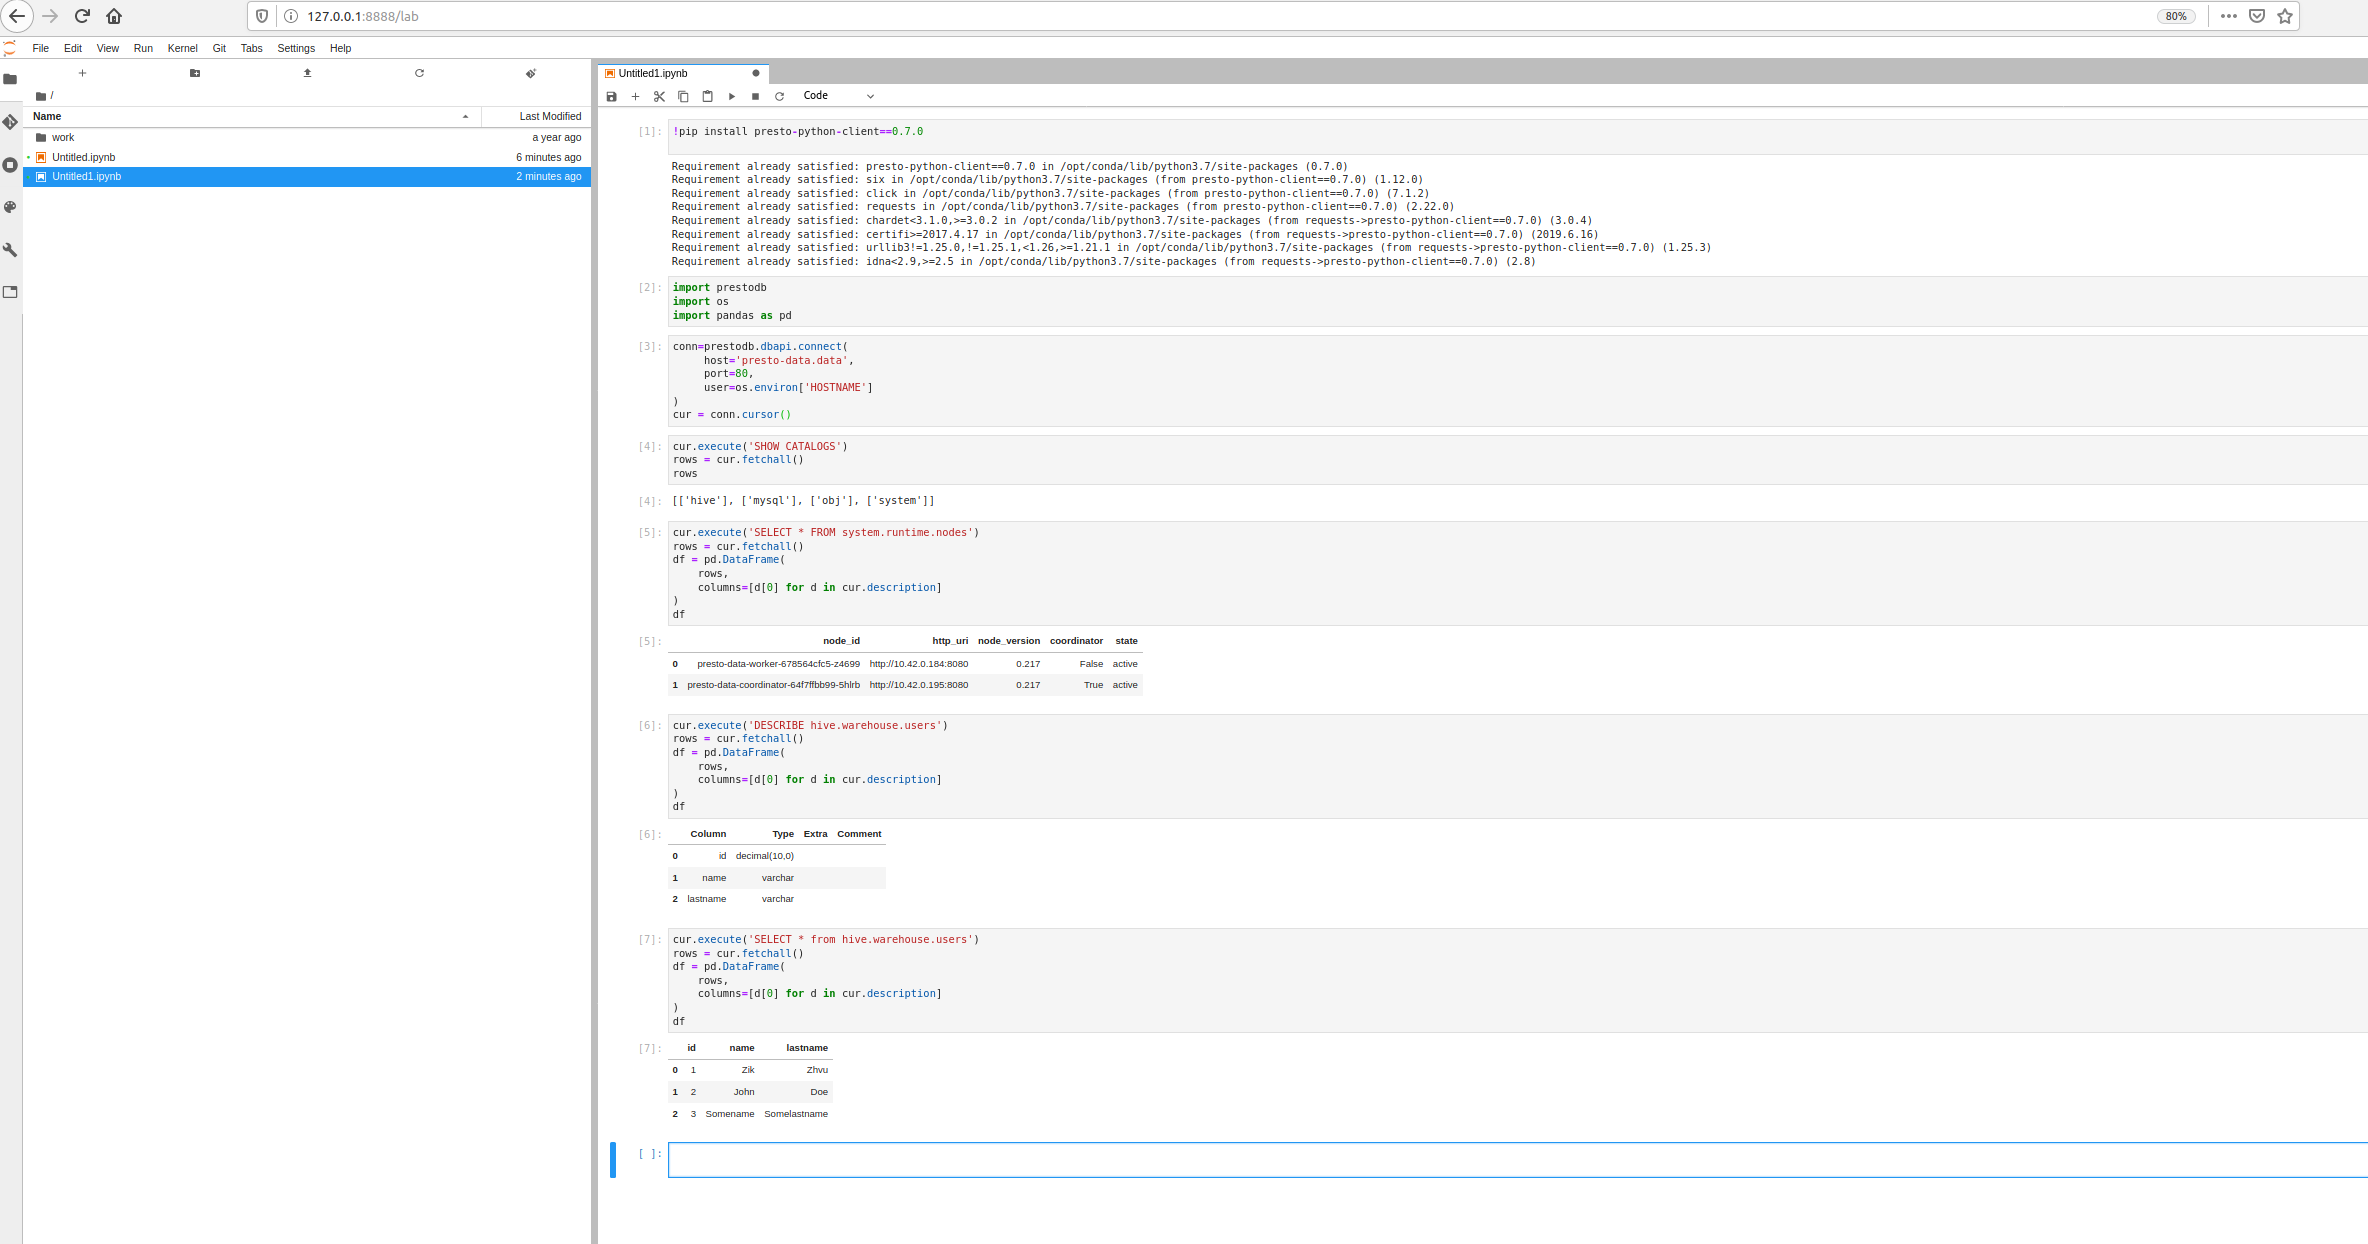 127.0.0.1:8888/lab
80%
File Edit View Run Kernel Git Tabs Settings Help
Untitled1.ipynb
/
Code
Name Last Modified
work a year ago
Untitled.ipynb 6 minutes ago
Untitled1.ipynb 2 minutes ago
[1]: !pip install presto-python-client==0.7.0
Requirement already satisfied: presto-python-client==0.7.0 in /opt/conda/lib/python3.7/site-packages (0.7.0)
Requirement already satisfied: six in /opt/conda/lib/python3.7/site-packages (from presto-python-client==0.7.0) (1.12.0)
Requirement already satisfied: click in /opt/conda/lib/python3.7/site-packages (from presto-python-client==0.7.0) (7.1.2)
Requirement already satisfied: requests in /opt/conda/lib/python3.7/site-packages (from presto-python-client==0.7.0) (2.22.0)
Requirement already satisfied: chardet<3.1.0,>=3.0.2 in /opt/conda/lib/python3.7/site-packages (from requests->presto-python-client==0.7.0) (3.0.4)
Requirement already satisfied: certifi>=2017.4.17 in /opt/conda/lib/python3.7/site-packages (from requests->presto-python-client==0.7.0) (2019.6.16)
Requirement already satisfied: urllib3!=1.25.0,!=1.25.1,<1.26,>=1.21.1 in /opt/conda/lib/python3.7/site-packages (from requests->presto-python-client==0.7.0) (1.25.3)
Requirement already satisfied: idna<2.9,>=2.5 in /opt/conda/lib/python3.7/site-packages (from requests->presto-python-client==0.7.0) (2.8)
[2]: import prestodb
import os
import pandas as pd
[3]: conn=prestodb.dbapi.connect(
host='presto-data.data',
port=80,
user=os.environ['HOSTNAME']
)
cur = conn.cursor()
[4]: cur.execute('SHOW CATALOGS')
rows = cur.fetchall()
rows
[4]: [['hive'], ['mysql'], ['obj'], ['system']]
[5]: cur.execute('SELECT * FROM system.runtime.nodes')
rows = cur.fetchall()
df = pd.DataFrame(
rows,
columns=[d[0] for d in cur.description]
)
df
[5]: node_id http_uri node_version coordinator state
0 presto-data-worker-678564cfc5-z4699 http://10.42.0.184:8080 0.217 False active
1 presto-data-coordinator-64f7ffbb99-5hlrb http://10.42.0.195:8080 0.217 True active
[6]: cur.execute('DESCRIBE hive.warehouse.users')
rows = cur.fetchall()
df = pd.DataFrame(
rows,
columns=[d[0] for d in cur.description]
)
df
[6]: Column Type Extra Comment
0 id decimal(10,0)
1 name varchar
2 lastname varchar
[7]: cur.execute('SELECT * from hive.warehouse.users')
rows = cur.fetchall()
df = pd.DataFrame(
rows,
columns=[d[0] for d in cur.description]
)
df
[7]: id name lastname
0 1 Zik Zhvu
1 2 John Doe
2 3 Somename Somelastname
[ ]: